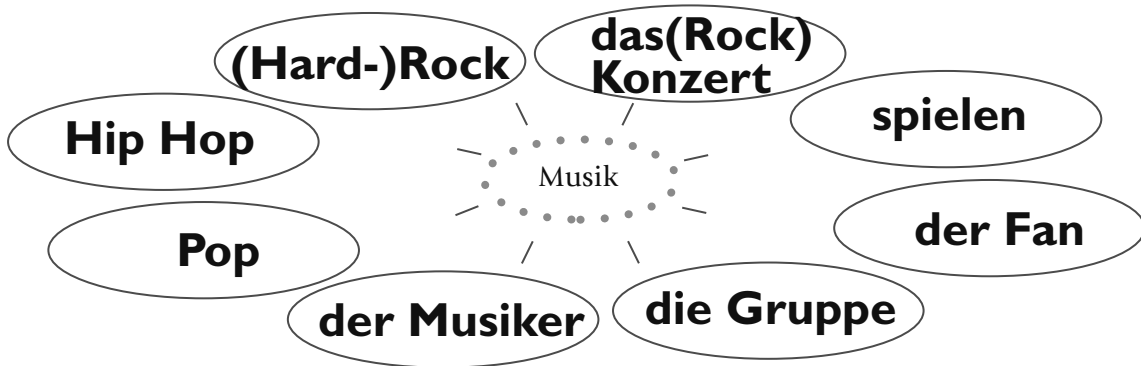 (Hard-)Rock
das(Rock)
Konzert
Hip Hop
spielen
Musik
Pop
der Fan
der Musiker
die Gruppe